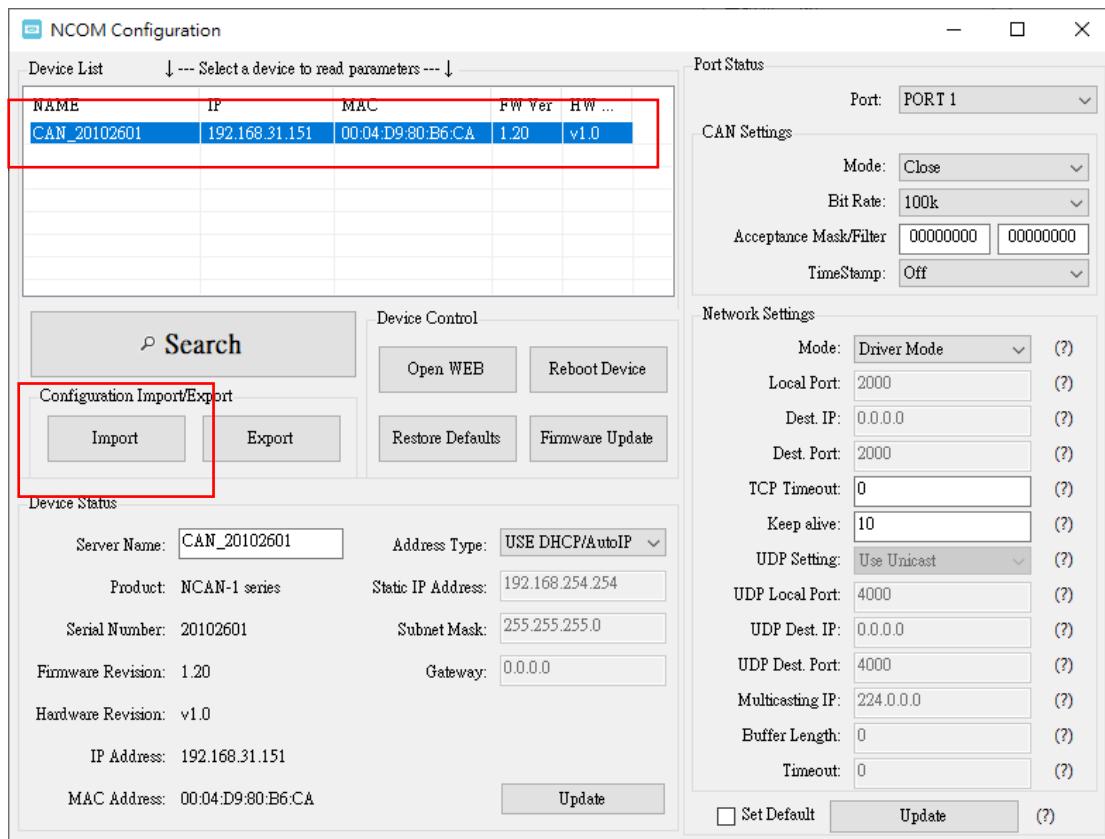 NCOM Configuration
Device List
↓ --- Select a device to read parameters --- ↓
NAME IP MAC FW Ver HW ...
CAN_20102601 192.168.31.151 00:04:D9:80:B6:CA 1.20 v1.0
Search
Configuration Import/Export
Import Export
Device Control
Open WEB Reboot Device
Restore Defaults Firmware Update
Device Status
Server Name: CAN_20102601
Product: NCAN-1 series
Serial Number: 20102601
Firmware Revision: 1.20
Hardware Revision: v1.0
IP Address: 192.168.31.151
MAC Address: 00:04:D9:80:B6:CA
Address Type: USE DHCP/AutoIP
Static IP Address: 192.168.254.254
Subnet Mask: 255.255.255.0
Gateway: 0.0.0.0
Update
Port Status
Port: PORT 1
CAN Settings
Mode: Close
Bit Rate: 100k
Acceptance Mask/Filter 00000000 00000000
TimeStamp: Off
Network Settings
Mode: Driver Mode (?)
Local Port: 2000 (?)
Dest. IP: 0.0.0.0 (?)
Dest. Port: 2000 (?)
TCP Timeout: 0 (?)
Keep alive: 10 (?)
UDP Setting: Use Unicast (?)
UDP Local Port: 4000 (?)
UDP Dest. IP: 0.0.0.0 (?)
UDP Dest. Port: 4000 (?)
Multicasting IP: 224.0.0.0 (?)
Buffer Length: 0 (?)
Timeout: 0 (?)
Set Default Update (?)